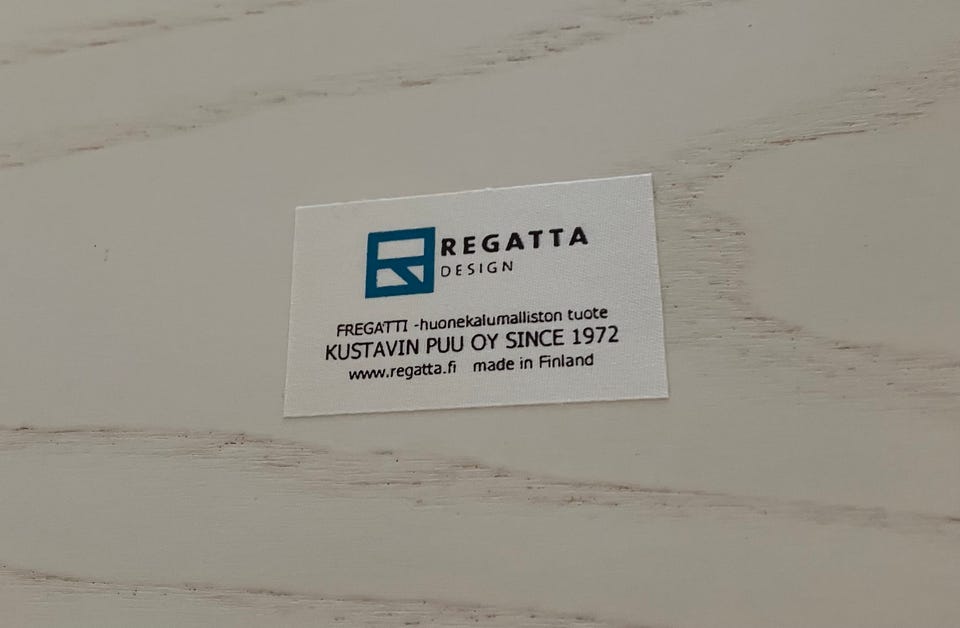 REGATTA
DESIGN
FREGATTI -huonekalumalliston tuote
KUSTAVIN PUU OY SINCE 1972
www.regatta.fi made in Finland